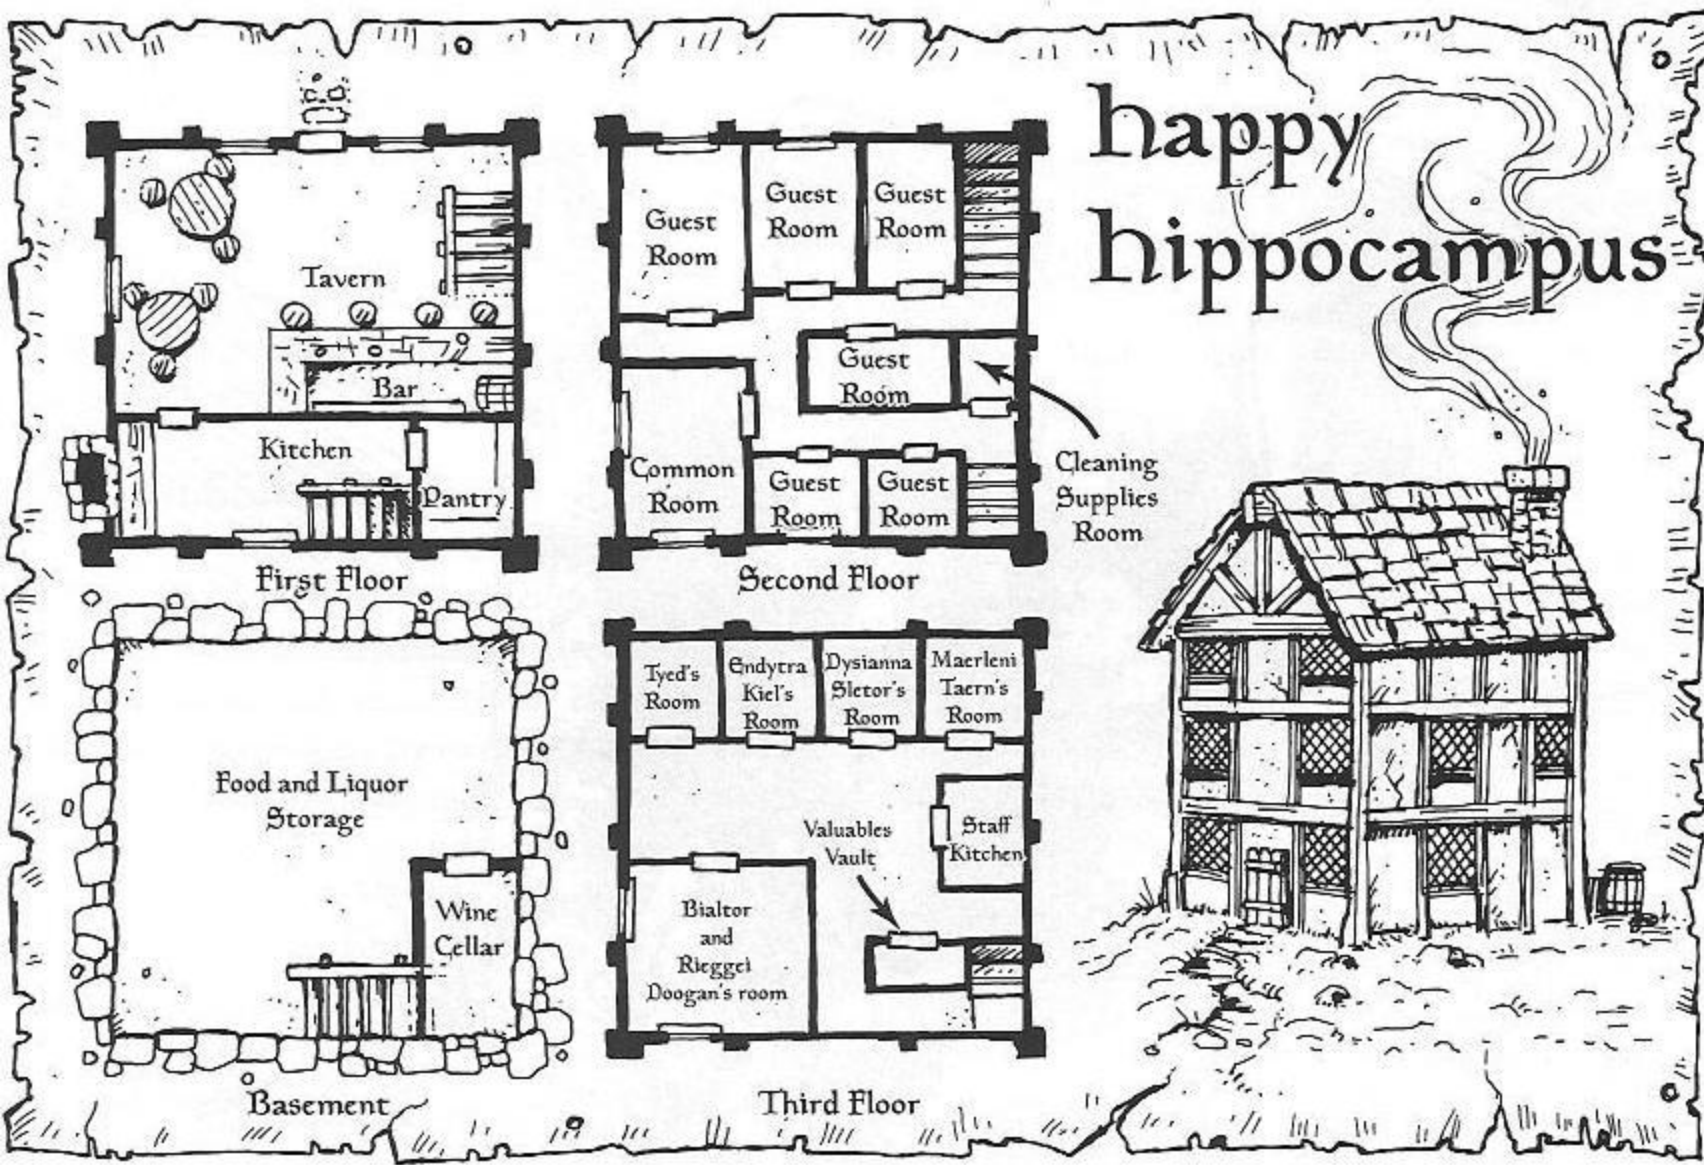 happy
hippocampus
Tavern
Bar
Kitchen
Pantry
First Floor
Guest
Room
Guest
Room
Guest
Room
Guest
Room
Common
Room
Guest
Room
Guest
Room
Cleaning
Supplies
Room
Second Floor
Food and Liquor
Storage
Wine
Cellar
Basement
Tyed's
Room
Endytra
Kiel's
Room
Dysianna
Sletor's
Room
Maerleni
Taern's
Room
Valuables
Vault
Staff
Kitchen
Bialtor
and
Rieggei
Doogan's room
Third Floor